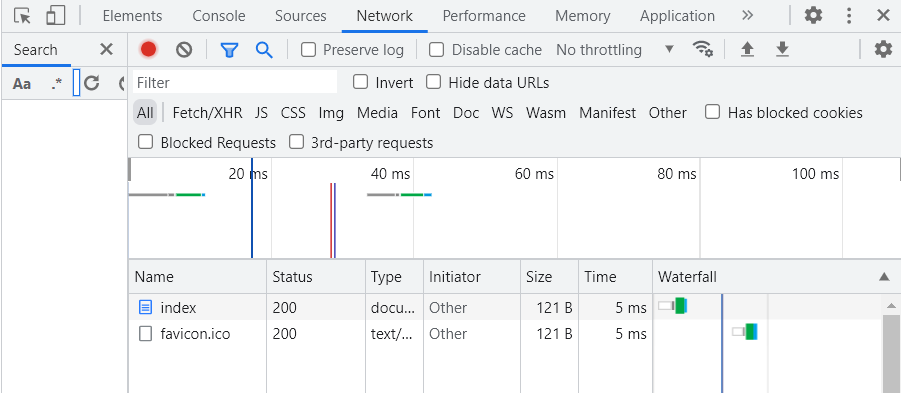 Elements Console Sources Network Performance Memory Application
Search Preserve log Disable cache No throttling
Aa .* Filter Invert Hide data URLs
All Fetch/XHR JS CSS Img Media Font Doc WS Wasm Manifest Other Has blocked cookies
Blocked Requests 3rd-party requests
20 ms 40 ms 60 ms 80 ms 100 ms
Name Status Type Initiator Size Time Waterfall
index 200 docu... Other 121 B 5 ms
favicon.ico 200 text/... Other 121 B 5 ms